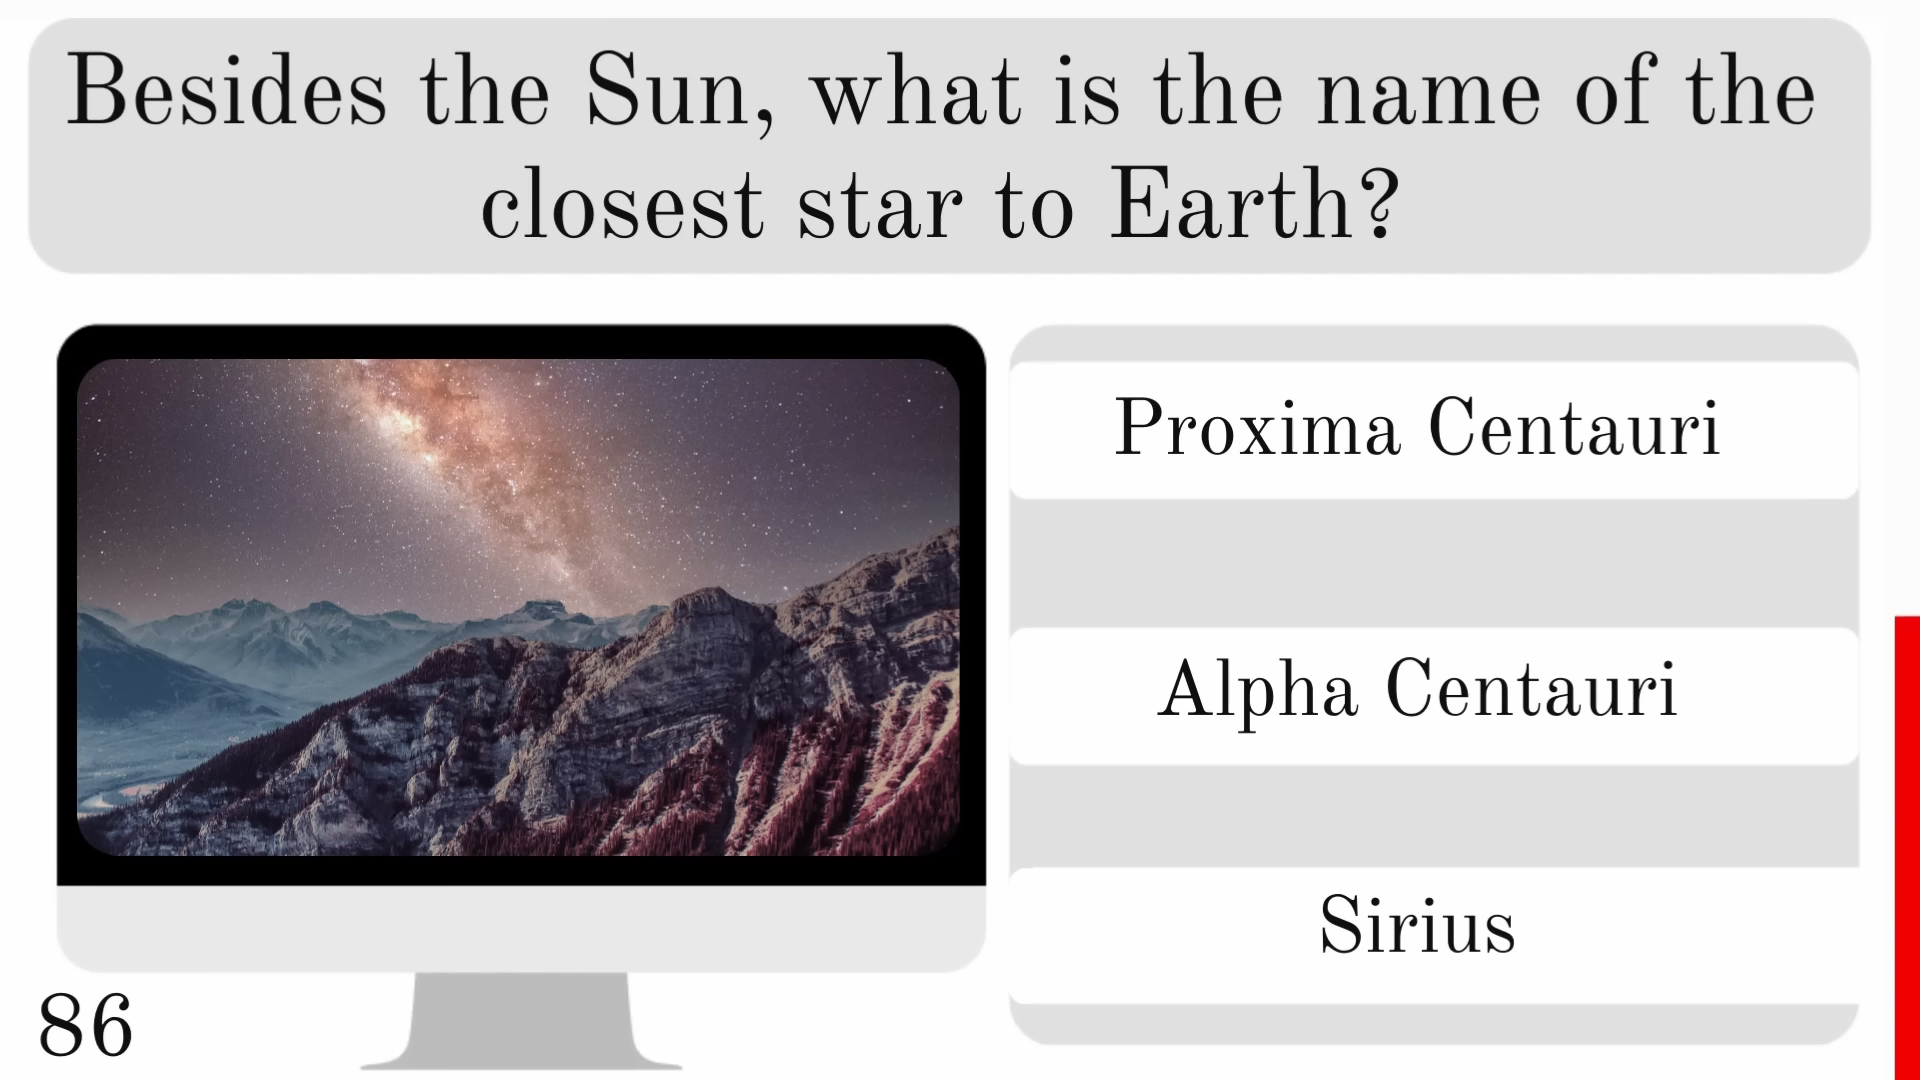 Besides the Sun, what is the name of the
closest star to Earth?
Proxima Centauri
Alpha Centauri
Sirius
86